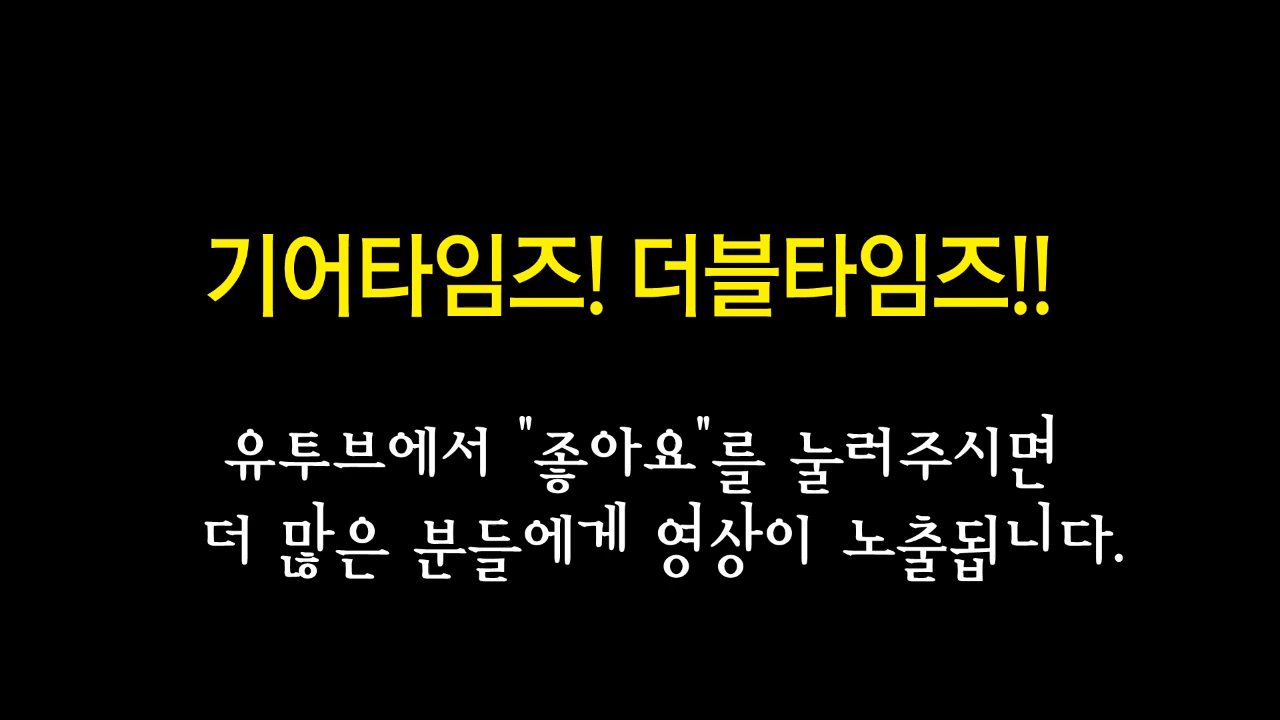 기어타임즈! 더블타임즈!!
유투브에서 "좋아요"를 눌러주시면
더 많은 분들에게 영상이 노출됩니다.